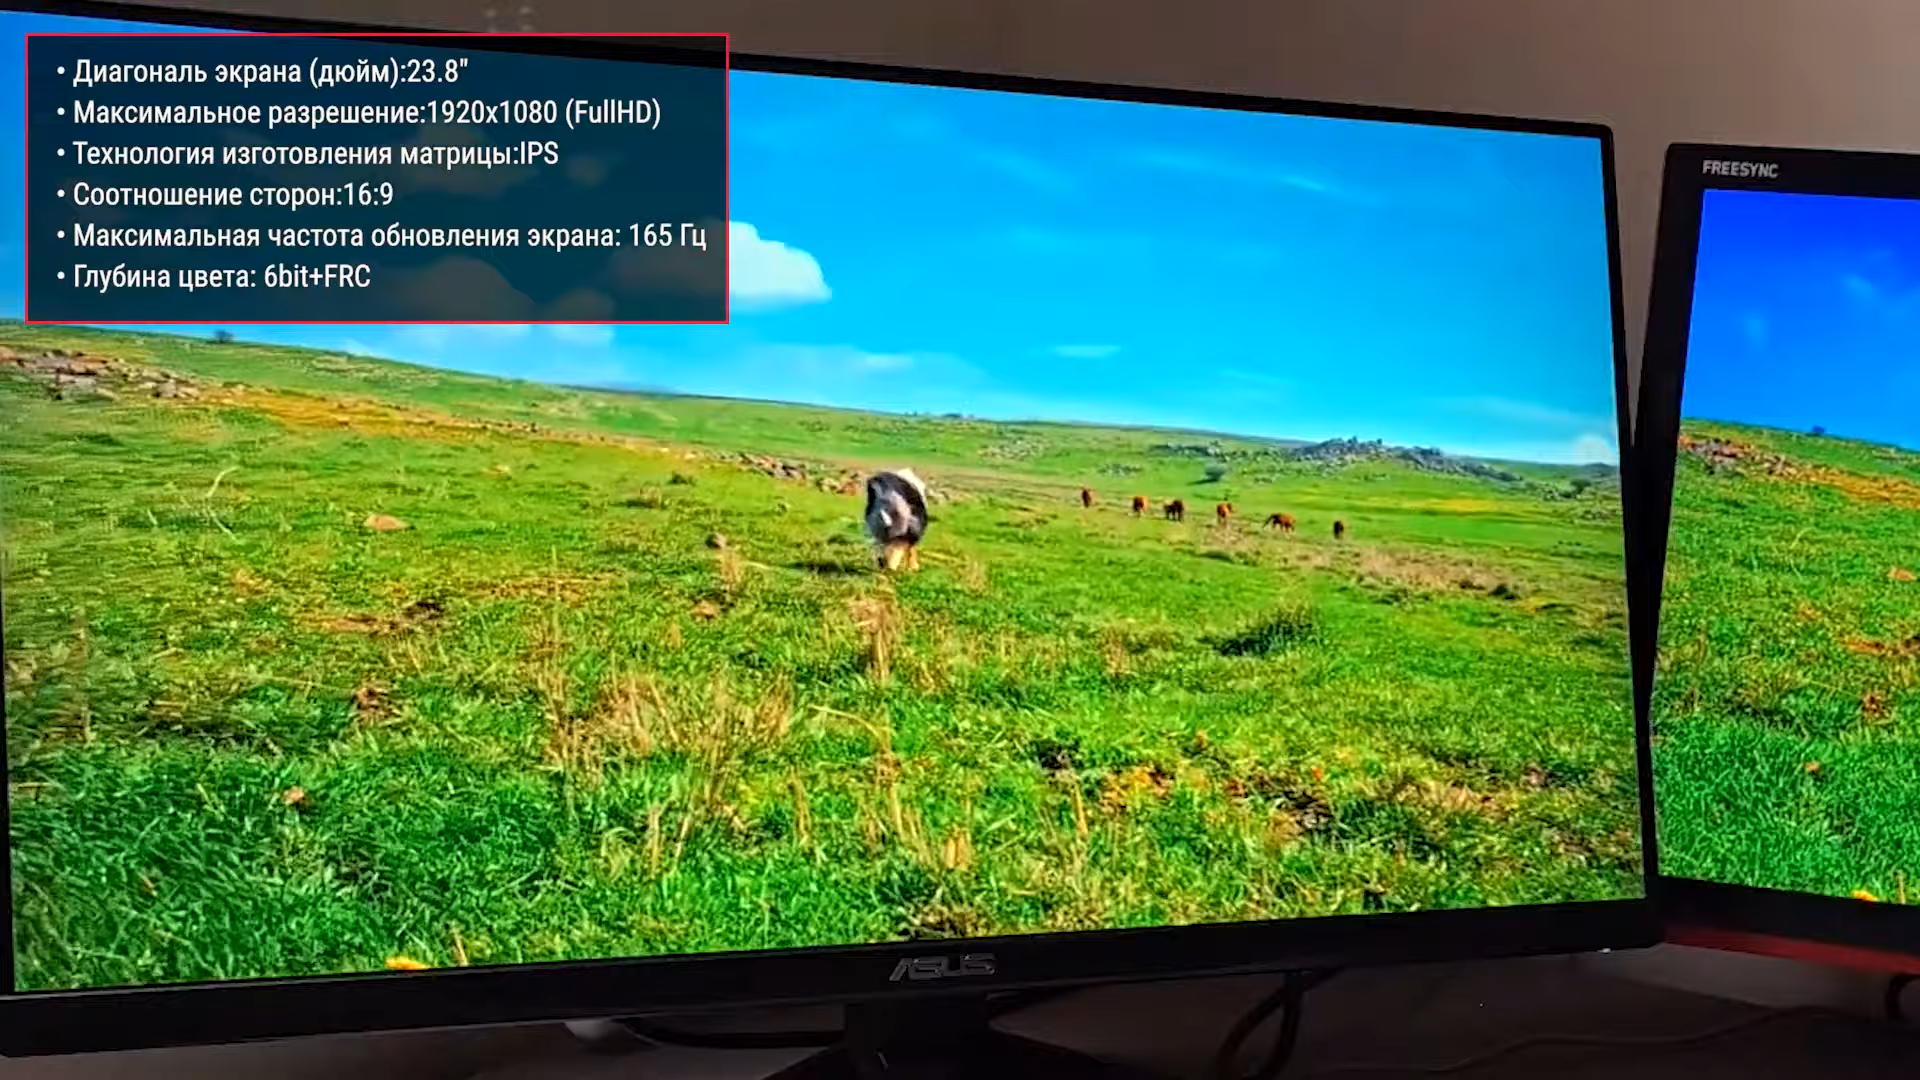 • Диагональ экрана (дюйм):23.8"
• Максимальное разрешение:1920x1080 (FullHD)
• Технология изготовления матрицы:IPS
• Соотношение сторон:16:9
• Максимальная частота обновления экрана: 165 Гц
• Глубина цвета: 6bit+FRC
FREESYNC
ASUS